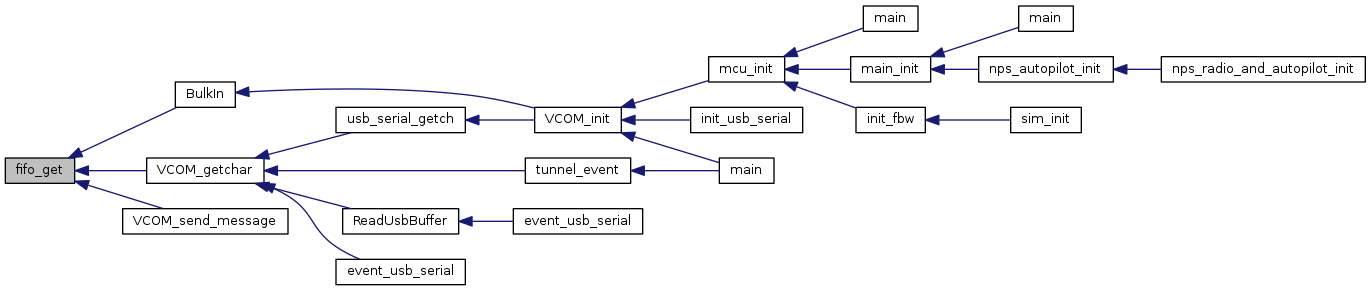 main
main
mcu_init
main_init
nps_autopilot_init
nps_radio_and_autopilot_init
BulkIn
usb_serial_getch
VCOM_init
init_usb_serial
init_fbw
sim_init
fifo_get
VCOM_getchar
tunnel_event
main
VCOM_send_message
ReadUsbBuffer
event_usb_serial
event_usb_serial